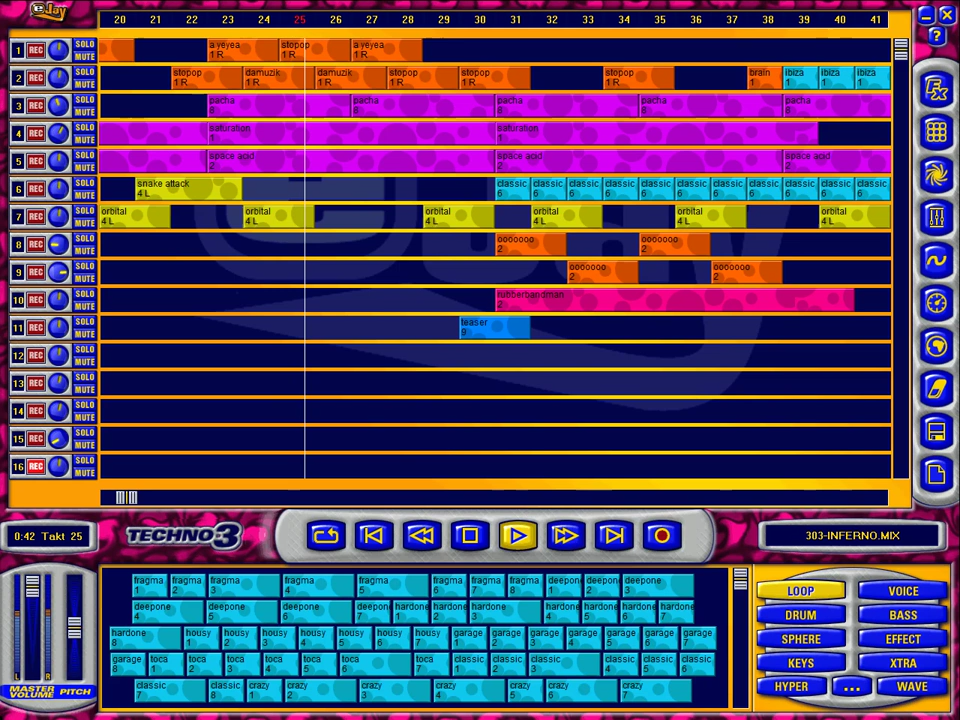 eJay
20 21 22 23 24 25 26 27 28 29 30 31 32 33 34 35 36 37 38 39 40 41
?
1 REC SOLO MUTE
a yeyea 1 R stopop 1 R a yeyea 1 R
2 REC SOLO MUTE
stopop 1 R damuzik 1 R damuzik 1 R stopop 1 R stopop 1 R stopop 1 R brain 1 ibiza 1 ibiza 1 ibiza 1
3 REC SOLO MUTE
pacha 6 pacha 6 pacha 6 pacha 6 pacha 6
4 REC SOLO MUTE
saturation 1 saturation 1
5 REC SOLO MUTE
space acid 2 space acid 2 space acid 2
6 REC SOLO MUTE
snake attack 4 L classic 6 classic 6 classic 6 classic 6 classic 6 classic 6 classic 6 classic 6 classic 6 classic 6 classic 6
7 REC SOLO MUTE
orbital 4 L orbital 4 L orbital 4 L orbital 4 L orbital 4 L orbital 4 L
8 REC SOLO MUTE
ooooooo 2 ooooooo 2
9 REC SOLO MUTE
ooooooo 2 ooooooo 2
10 REC SOLO MUTE
rubberbandman 2
11 REC SOLO MUTE
teaser 9
12 REC SOLO MUTE
13 REC SOLO MUTE
14 REC SOLO MUTE
15 REC SOLO MUTE
16 REC SOLO MUTE
Fx
0:42 Takt 25
TECHNO 3
303-INFERNO.MIX
fragma 1 fragma 2 fragma 3 fragma 4 fragma 5 fragma 6 fragma 7 fragma 8 deepone 1 deepone 2 deepone 3
deepone 4 deepone 5 deepone 6 deepone 7 hardone 1 hardone 2 hardone 3 hardone 4 hardone 5 hardone 6 hardone 7
hardone 8 housy 1 housy 2 housy 3 housy 4 housy 5 housy 6 housy 7 garage 1 garage 2 garage 3 garage 4 garage 5 garage 6 garage 7
garage 8 toca 1 toca 2 toca 3 toca 4 toca 5 toca 6 toca 7 classic 1 classic 2 classic 3 classic 4 classic 5 classic 6
classic 7 classic 8 crazy 1 crazy 2 crazy 3 crazy 4 crazy 5 crazy 6 crazy 7
L R
MASTER VOLUME PITCH
LOOP VOICE
DRUM BASS
SPHERE EFFECT
KEYS XTRA
HYPER ... WAVE